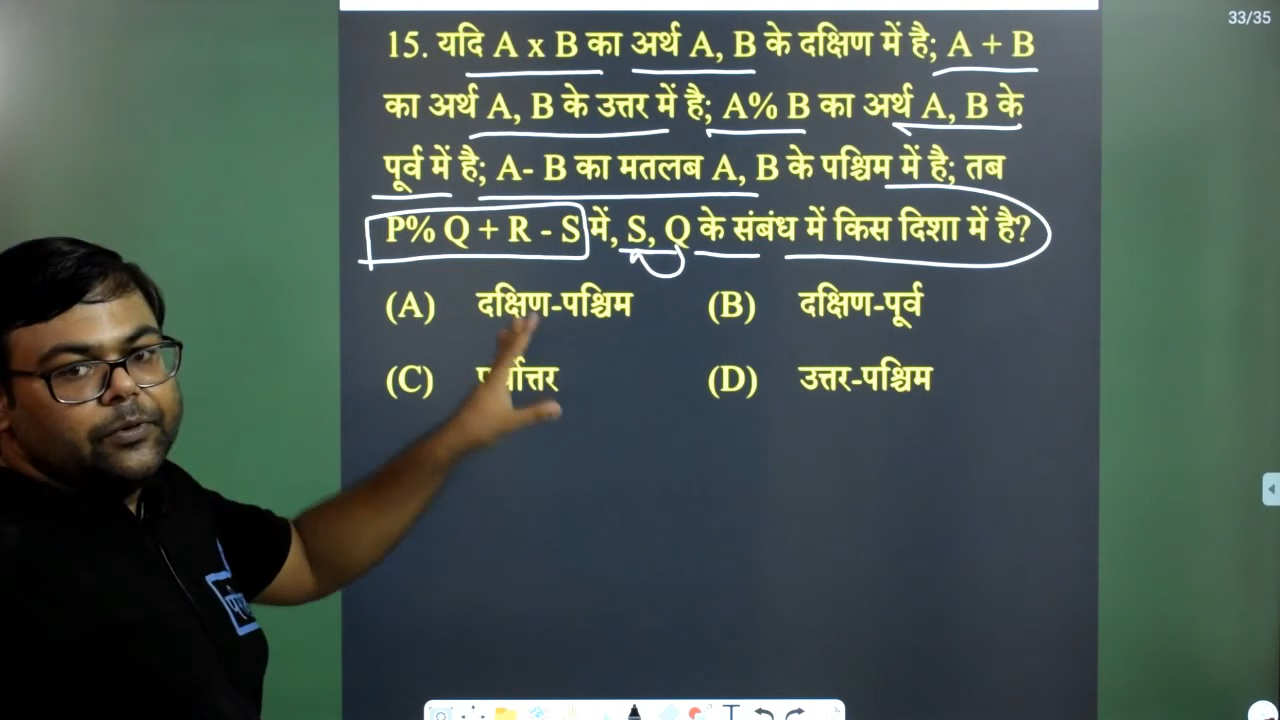 33/35
15. यदि A x B का अर्थ A, B के दक्षिण में है; A + B
का अर्थ A, B के उत्तर में है; A% B का अर्थ A, B के
पूर्व में है; A- B का मतलब A, B के पश्चिम में है; तब
P% Q + R - S में, S, Q के संबंध में किस दिशा में है?
(A) दक्षिण-पश्चिम (B) दक्षिण-पूर्व
(C) (D) उत्तर-पश्चिम